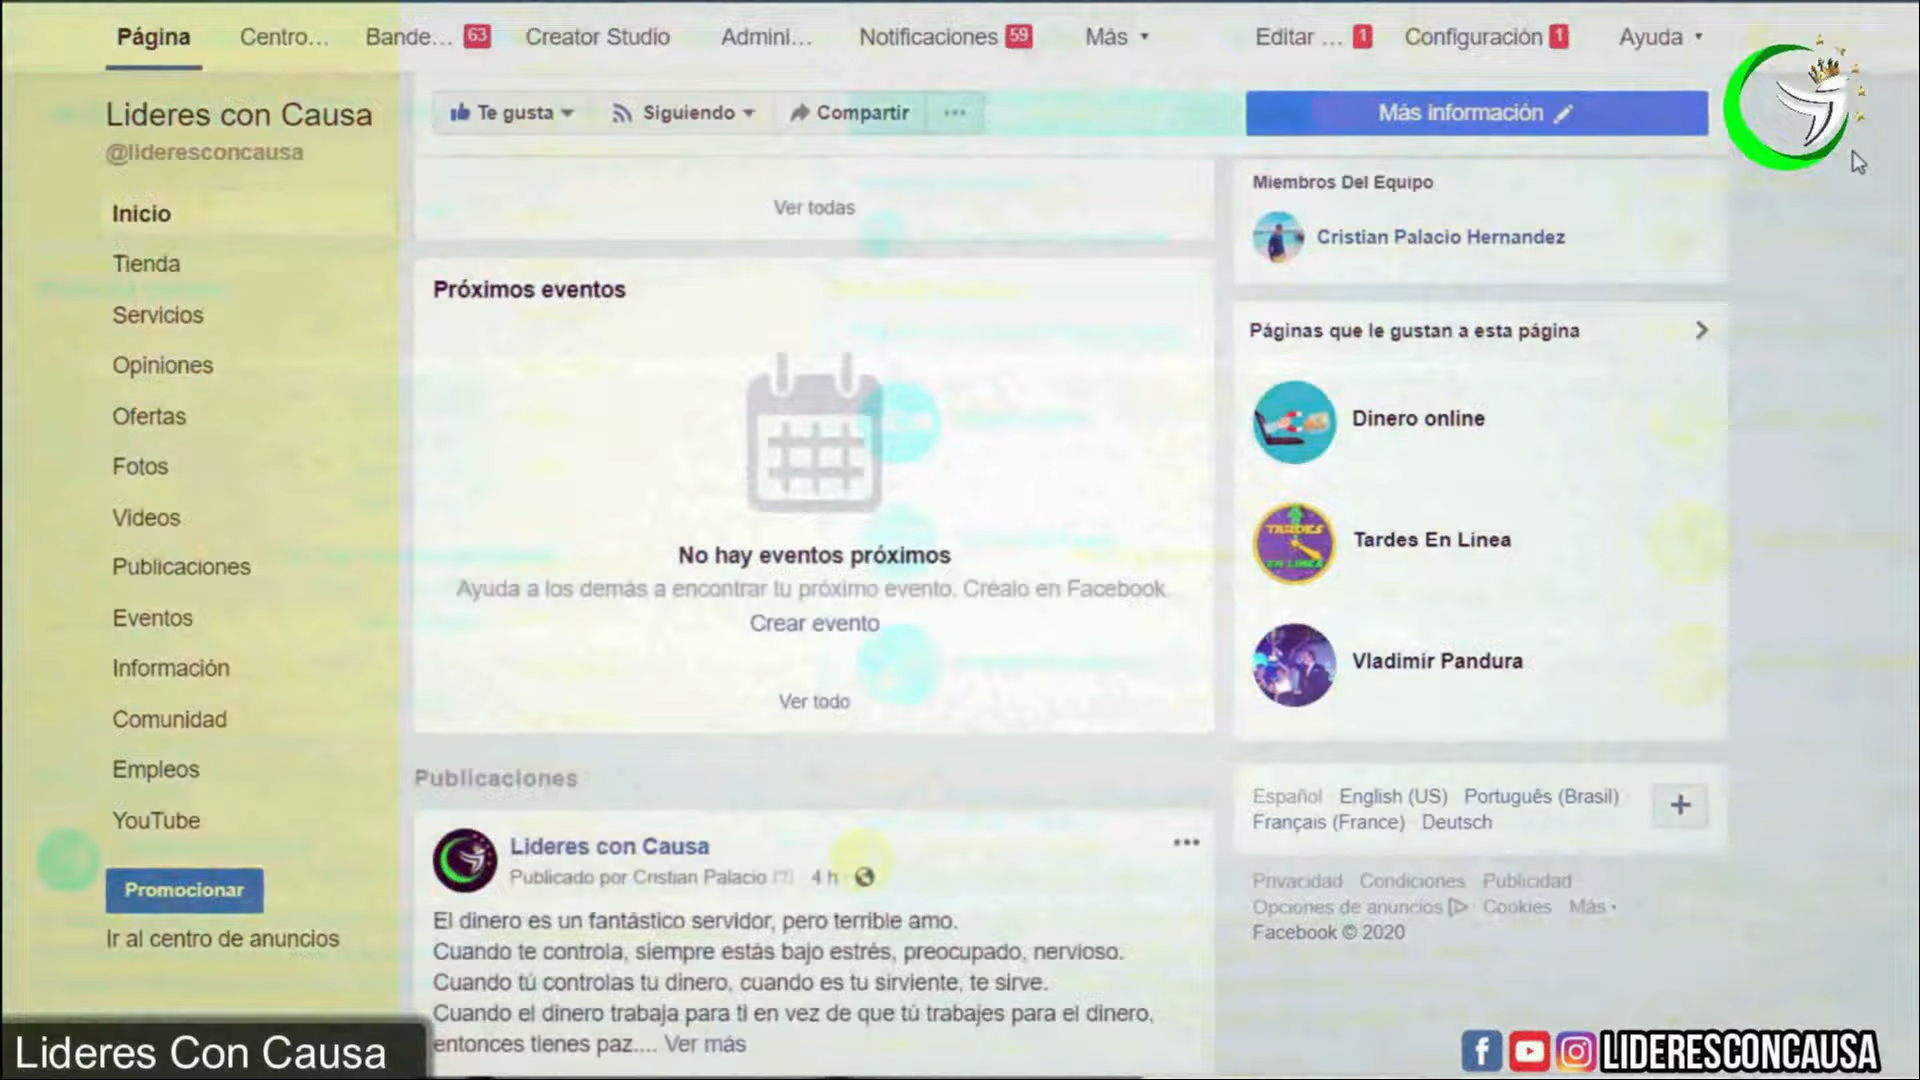 Página Centro... Bande... 63 Creator Studio Admini... Notificaciones 59 Más Editar ... 1 Configuración 1 Ayuda
Lideres con Causa
@lideresconcausa
Te gusta Siguiendo Compartir ...
Más información
Inicio
Tienda
Servicios
Opiniones
Ofertas
Fotos
Videos
Publicaciones
Eventos
Información
Comunidad
Empleos
YouTube
Promocionar
Ir al centro de anuncios
Ver todas
Próximos eventos
No hay eventos próximos
Ayuda a los demás a encontrar tu próximo evento. Créalo en Facebook.
Crear evento
Ver todo
Publicaciones
Lideres con Causa
Publicado por Cristian Palacio [?] · 4 h ·
El dinero es un fantástico servidor, pero terrible amo.
Cuando te controla, siempre estás bajo estrés, preocupado, nervioso.
Cuando tú controlas tu dinero, cuando es tu sirviente, te sirve.
Cuando el dinero trabaja para ti en vez de que tú trabajes para el dinero,
entonces tienes paz.... Ver más
Miembros Del Equipo
Cristian Palacio Hernandez
Páginas que le gustan a esta página
Dinero online
TARDES
EN LINEA
Tardes En Línea
Vladimir Pandura
Español · English (US) · Português (Brasil) ·
Français (France) · Deutsch
Privacidad · Condiciones · Publicidad ·
Opciones de anuncios · Cookies · Más
Facebook © 2020
Lideres Con Causa
LIDERESCONCAUSA